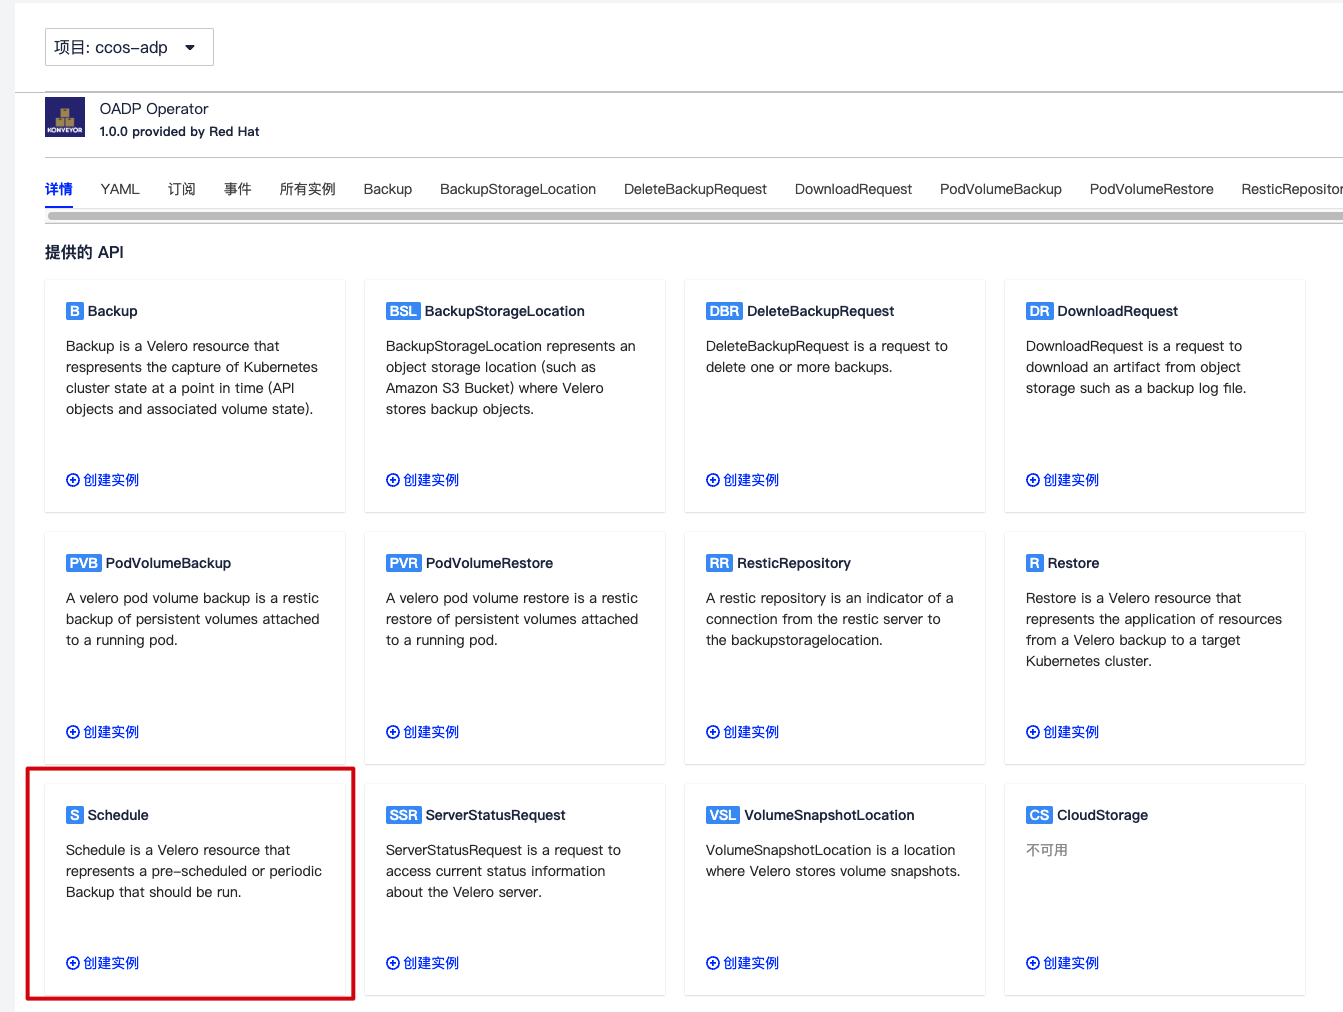 项目: ccos-adp
KONVEYOR
OADP Operator
1.0.0 provided by Red Hat
详情 YAML 订阅 事件 所有实例 Backup BackupStorageLocation DeleteBackupRequest DownloadRequest PodVolumeBackup PodVolumeRestore ResticRepositor
提供的 API
B Backup
Backup is a Velero resource that
respresents the capture of Kubernetes
cluster state at a point in time (API
objects and associated volume state).
创建实例
BSL BackupStorageLocation
BackupStorageLocation represents an
object storage location (such as
Amazon S3 Bucket) where Velero
stores backup objects.
创建实例
DBR DeleteBackupRequest
DeleteBackupRequest is a request to
delete one or more backups.
创建实例
DR DownloadRequest
DownloadRequest is a request to
download an artifact from object
storage such as a backup log file.
创建实例
PVB PodVolumeBackup
A velero pod volume backup is a restic
backup of persistent volumes attached
to a running pod.
创建实例
PVR PodVolumeRestore
A velero pod volume restore is a restic
restore of persistent volumes attached
to a running pod.
创建实例
RR ResticRepository
A restic repository is an indicator of a
connection from the restic server to
the backupstoragelocation.
创建实例
R Restore
Restore is a Velero resource that
represents the application of resources
from a Velero backup to a target
Kubernetes cluster.
创建实例
S Schedule
Schedule is a Velero resource that
represents a pre-scheduled or periodic
Backup that should be run.
创建实例
SSR ServerStatusRequest
ServerStatusRequest is a request to
access current status information
about the Velero server.
创建实例
VSL VolumeSnapshotLocation
VolumeSnapshotLocation is a location
where Velero stores volume snapshots.
创建实例
CS CloudStorage
不可用
创建实例